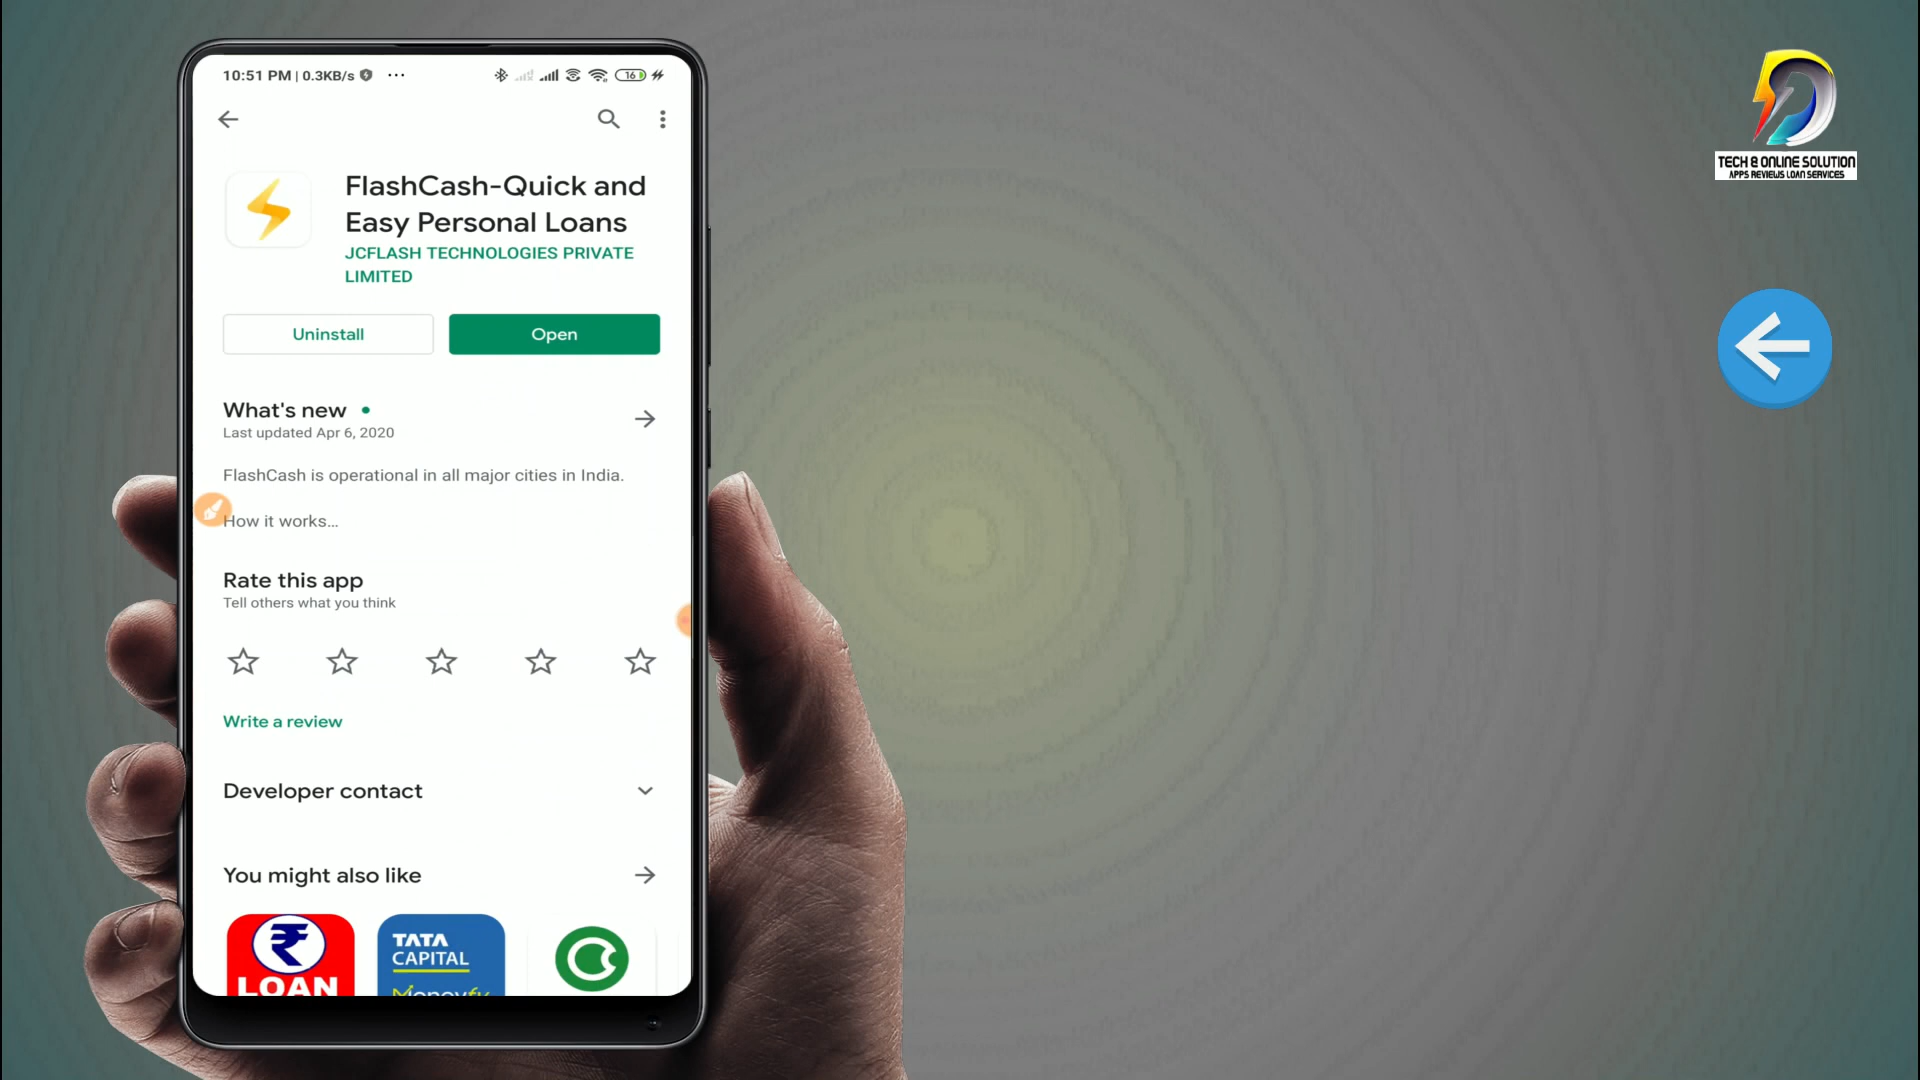 10:51 PM | 0.3KB/s ...
16
TECH & ONLINE SOLUTION
APPS REVIEWS LOAN SERVICES
FlashCash-Quick and
Easy Personal Loans
JCFLASH TECHNOLOGIES PRIVATE
LIMITED
Uninstall
Open
What's new
Last updated Apr 6, 2020
FlashCash is operational in all major cities in India.
How it works...
Rate this app
Tell others what you think
Write a review
Developer contact
You might also like
₹
LOAN
TATA
CAPITAL
Moneyfy